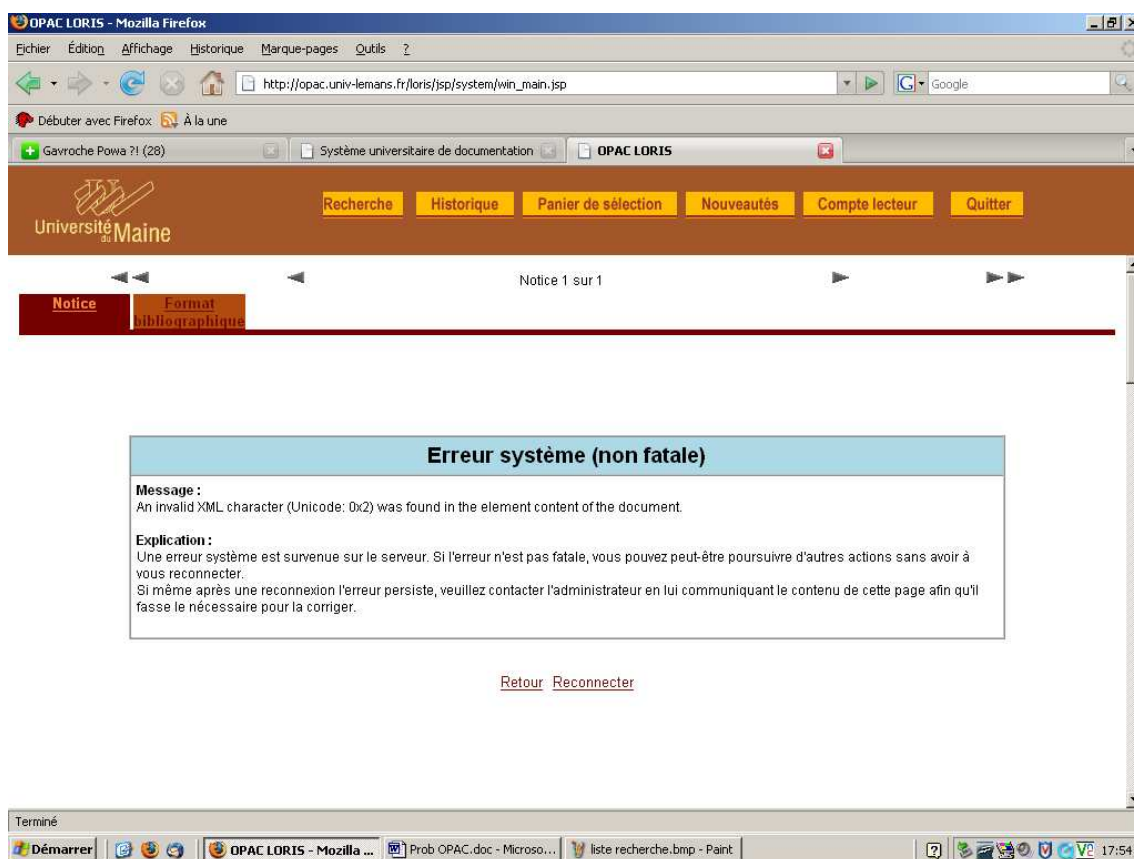 OPAC LORIS - Mozilla Firefox
Fichier Édition Affichage Historique Marque-pages Outils ?
http://opac.univ-lemans.fr/loris/jsp/system/win_main.jsp
Google
Débuter avec Firefox À la une
Gavroche Powa ?! (28) Système universitaire de documentation OPAC LORIS
Recherche Historique Panier de sélection Nouveautés Compte lecteur Quitter
Université
du Maine
Notice 1 sur 1
Notice Format
bibliographique
Erreur système (non fatale)
Message :
An invalid XML character (Unicode: 0x2) was found in the element content of the document.
Explication :
Une erreur système est survenue sur le serveur. Si l'erreur n'est pas fatale, vous pouvez peut-être poursuivre d'autres actions sans avoir à
vous reconnecter.
Si même après une reconnexion l'erreur persiste, veuillez contacter l'administrateur en lui communiquant le contenu de cette page afin qu'il
fasse le nécessaire pour la corriger.
Retour Reconnecter
Terminé
Démarrer OPAC LORIS - Mozilla ... Prob OPAC.doc - Microso... liste recherche.bmp - Paint 17:54